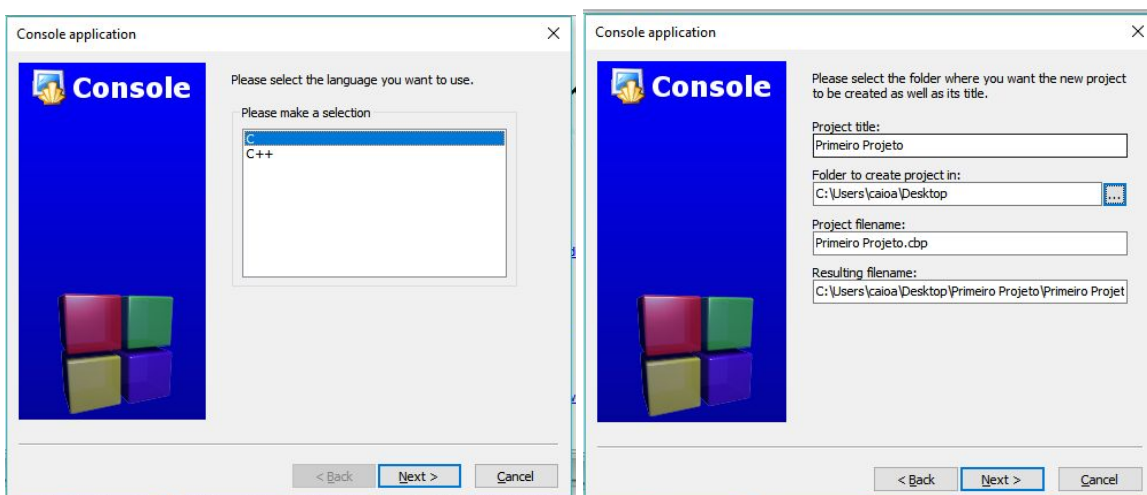 Console application
Console
Please select the language you want to use.
Please make a selection
C
C++
< Back
Next >
Cancel
Console application
Console
Please select the folder where you want the new project
to be created as well as its title.
Project title:
Primeiro Projeto
Folder to create project in:
C:\Users\caioa\Desktop
...
Project filename:
Primeiro Projeto.cbp
Resulting filename:
C:\Users\caioa\Desktop\Primeiro Projeto\Primeiro Projet
< Back
Next >
Cancel